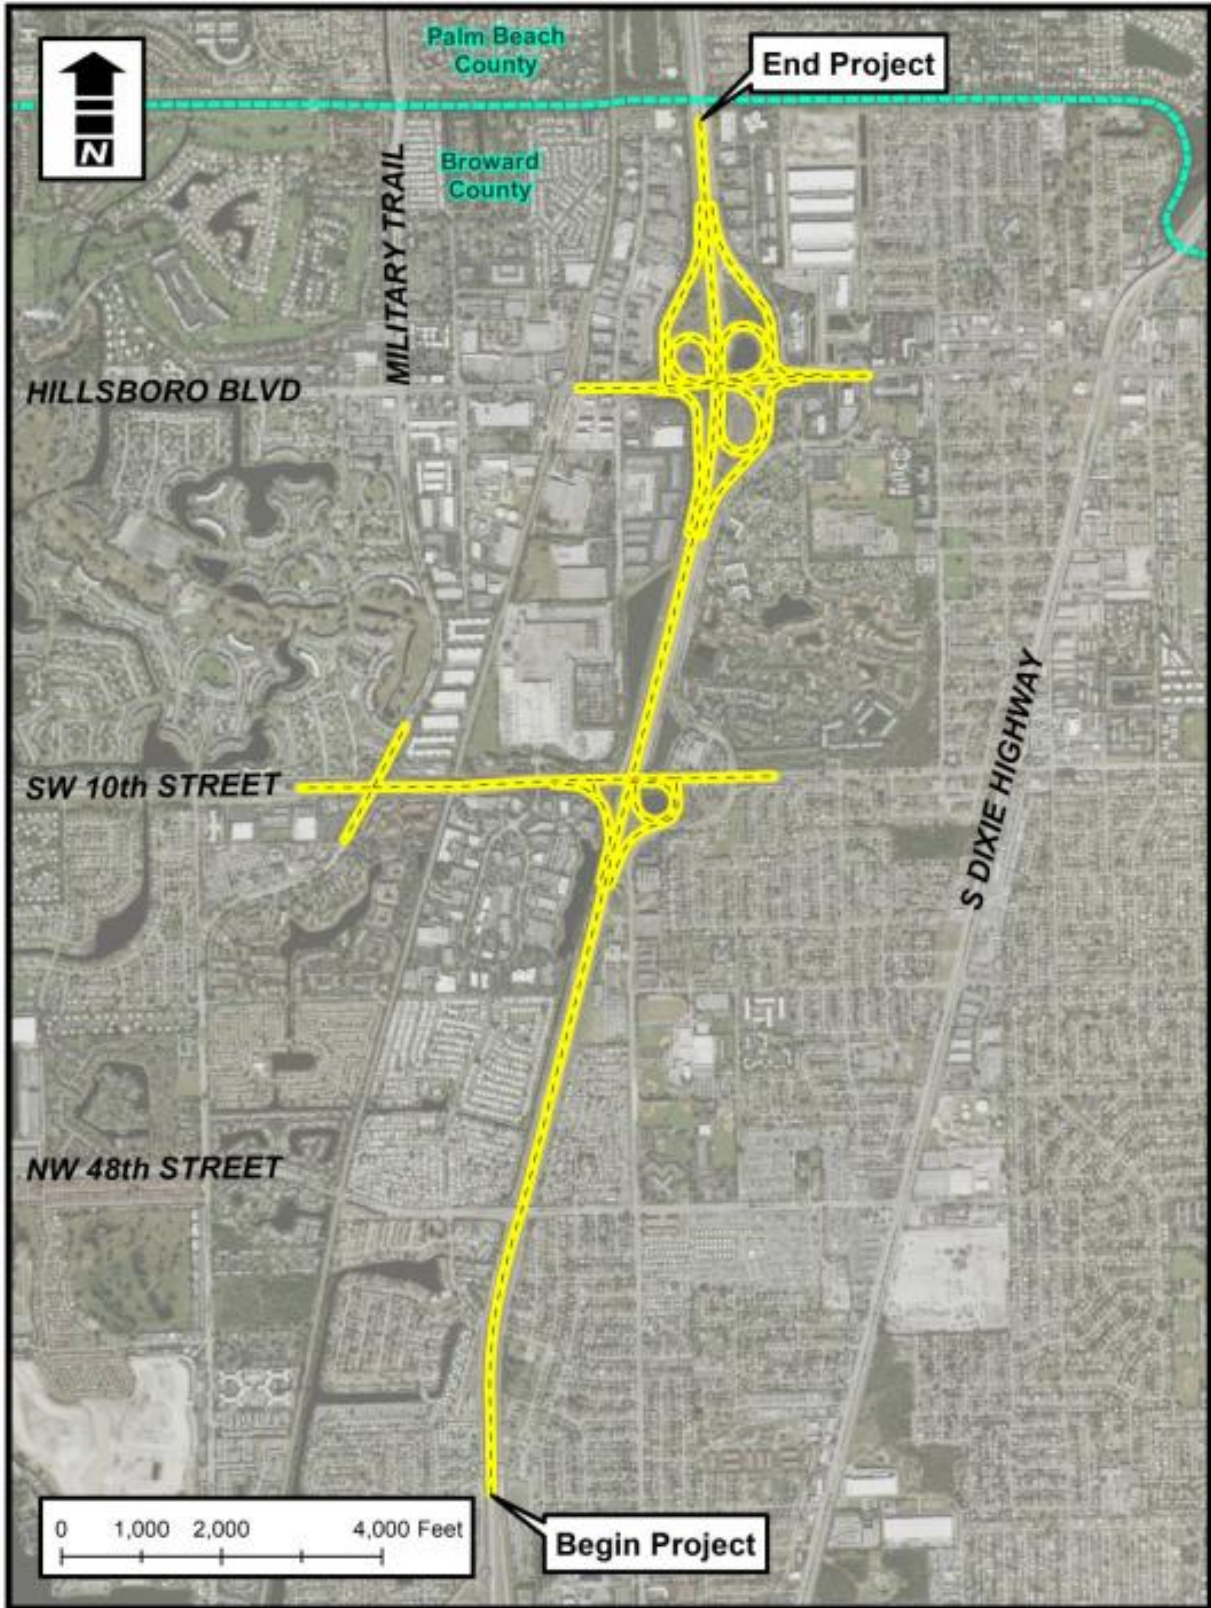 Palm Beach
County
End Project
N
Broward
County
MILITARY TRAIL
HILLSBORO BLVD
SW 10th STREET
S DIXIE HIGHWAY
NW 48th STREET
0 1,000 2,000 4,000 Feet
Begin Project